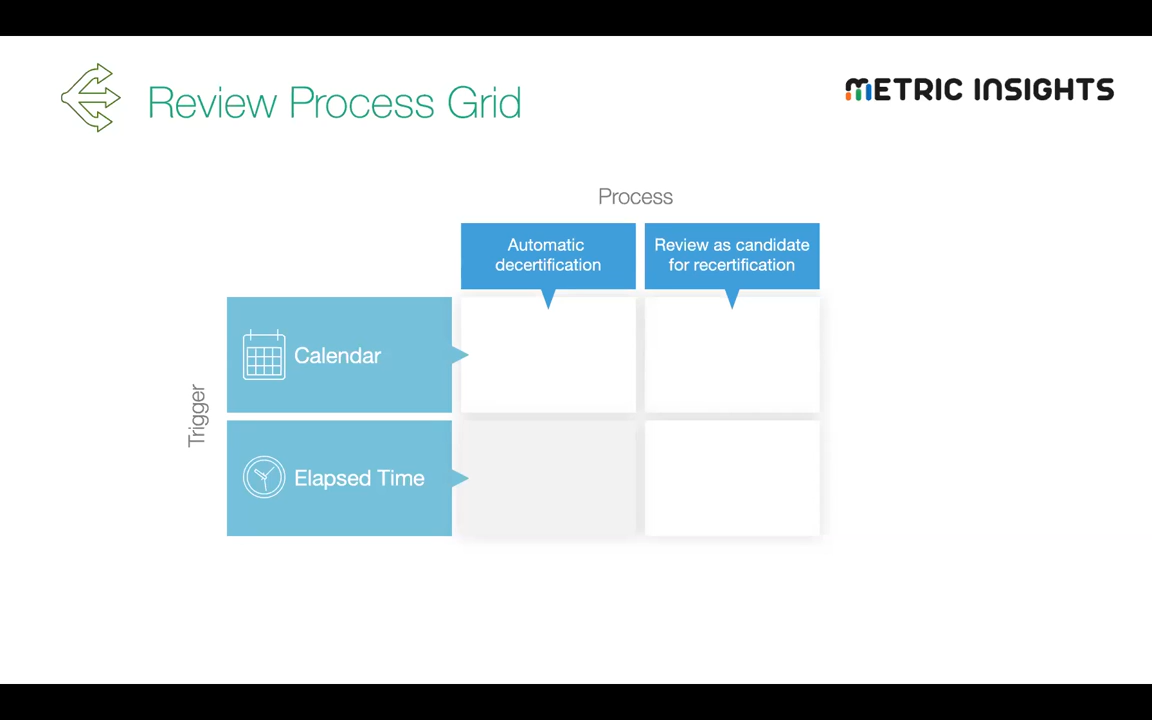 Review Process Grid
METRIC INSIGHTS
Process
Automatic
decertification
Review as candidate
for recertification
Trigger
Calendar
Elapsed Time